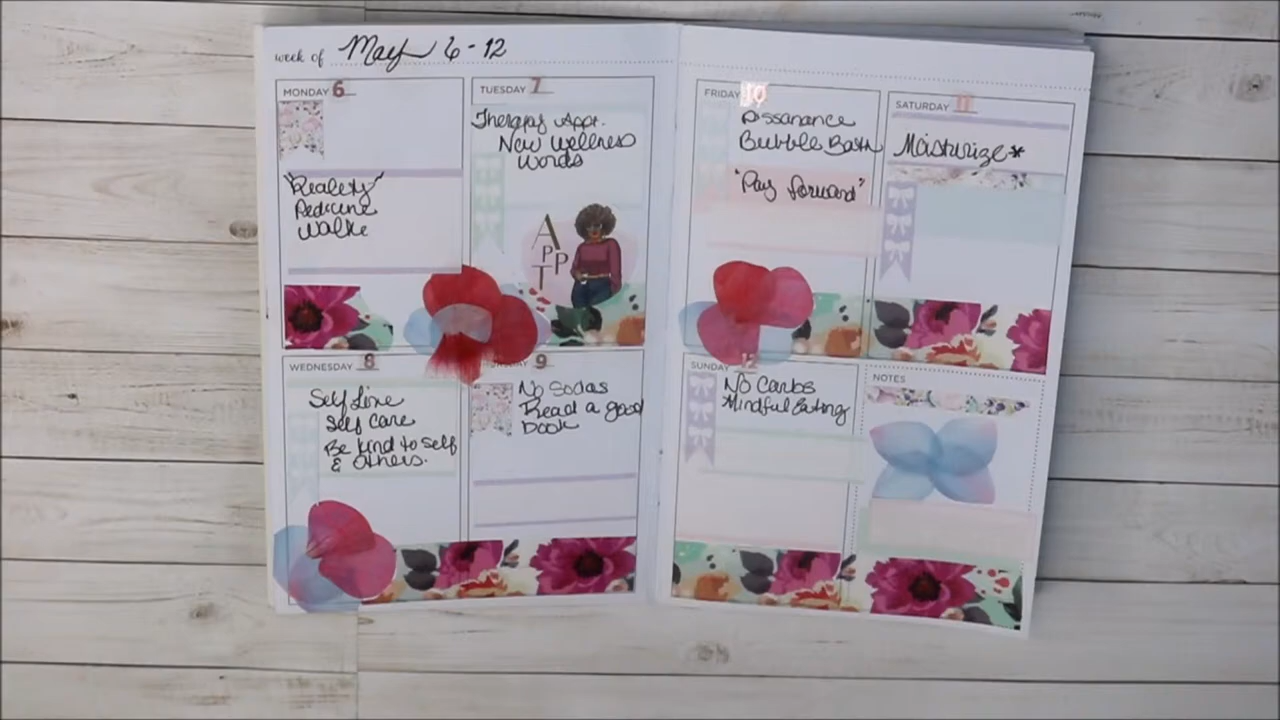 week of May 6-12
MONDAY 6
"Reality"
Pedicure
Walk
TUESDAY 7
Therapy Appt.
New Wellness
Words
APPT
WEDNESDAY 8
Self Love
Self Care
Be kind to self
& Others.
9
No Sodas
Read a good
book
FRIDAY 10
Bubble Bath
"Pay forward"
SATURDAY 11
Moisturize*
SUNDAY 12
No Carbs
Mindful Eating
NOTES